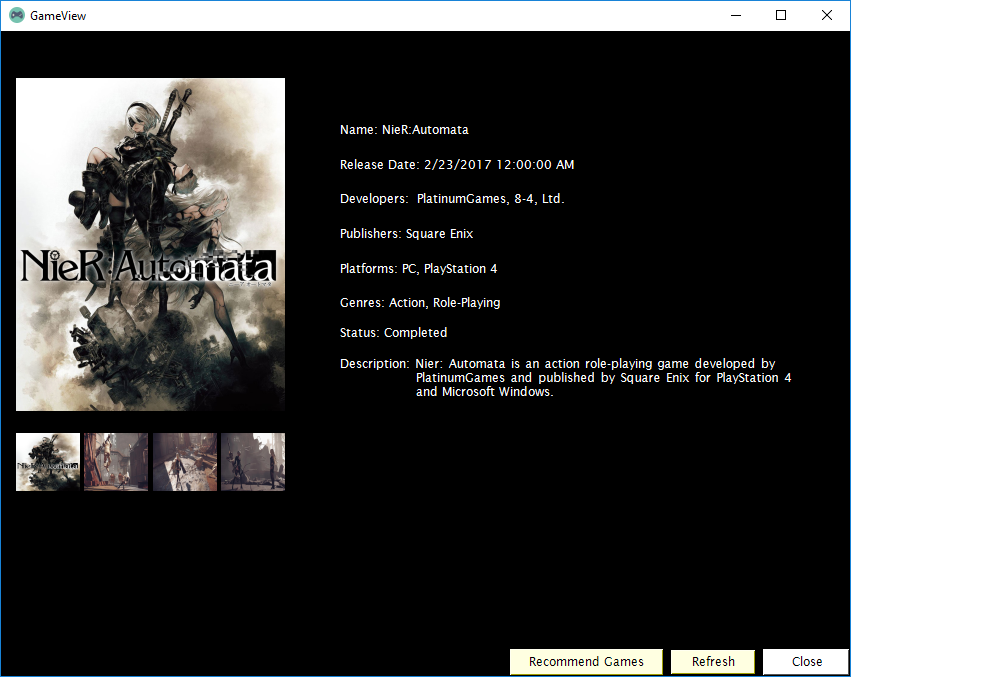 GameView
NieR:Automata
Name: NieR:Automata
Release Date: 2/23/2017 12:00:00 AM
Developers: PlatinumGames, 8-4, Ltd.
Publishers: Square Enix
Platforms: PC, PlayStation 4
Genres: Action, Role-Playing
Status: Completed
Description: Nier: Automata is an action role-playing game developed by
PlatinumGames and published by Square Enix for PlayStation 4
and Microsoft Windows.
NieR:Automata
Recommend Games
Refresh
Close